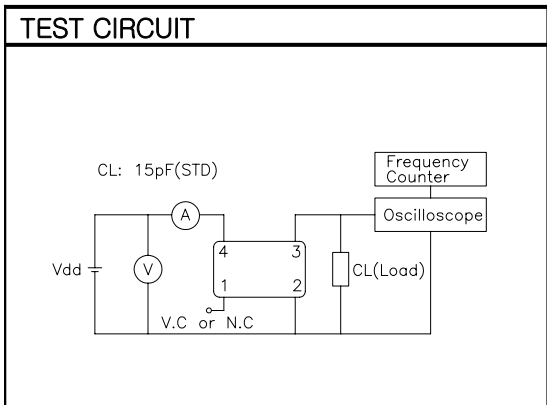 TEST CIRCUIT
CL: 15pF(STD)
Frequency
Counter
A
Oscilloscope
4 3
Vdd
V
CL(Load)
1 2
V.C or N.C